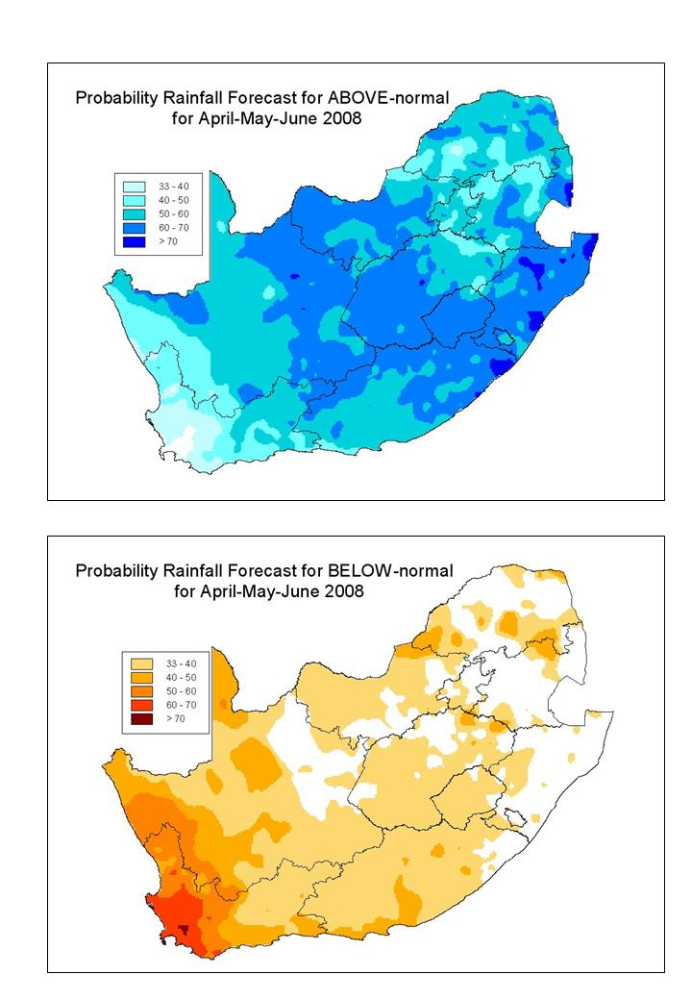 Probability Rainfall Forecast for ABOVE-normal
for April-May-June 2008
33 - 40
40 - 50
50 - 60
60 - 70
> 70
Probability Rainfall Forecast for BELOW-normal
for April-May-June 2008
33 - 40
40 - 50
50 - 60
60 - 70
> 70